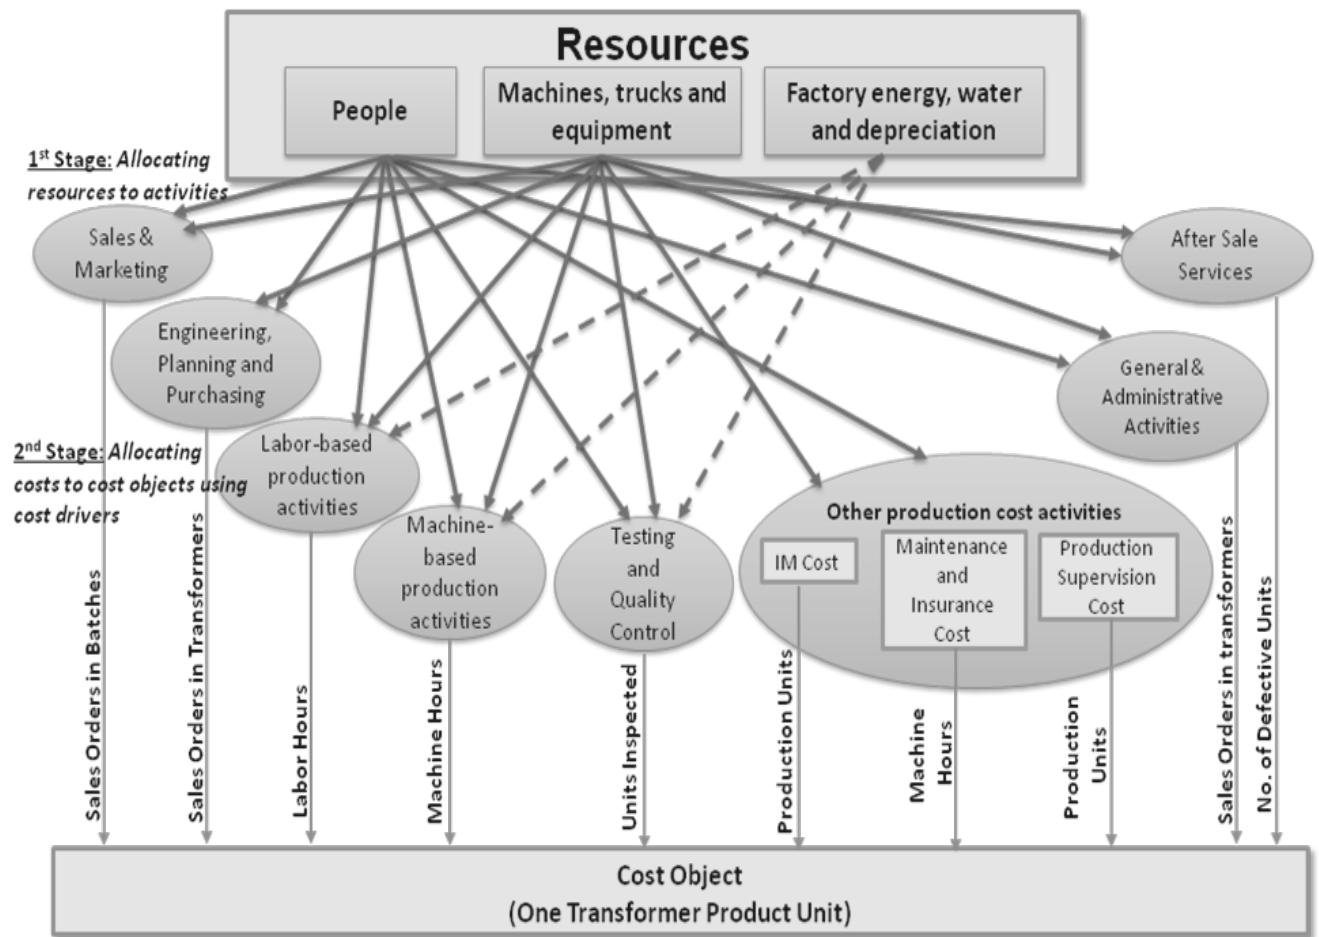 Resources
People
Machines, trucks and
equipment
Factory energy, water
and depreciation
1st Stage: Allocating
resources to activities
Sales &
Marketing
After Sale
Services
Engineering,
Planning and
Purchasing
General &
Administrative
Activities
2nd Stage: Allocating
costs to cost objects using
cost drivers
Labor-based
production
activities
Machine-
based
production
activities
Testing
and
Quality
Control
Other production cost activities
IM Cost
Maintenance
and
Insurance
Cost
Production
Supervision
Cost
Sales Orders in Batches
Sales Orders in Transformers
Labor Hours
Machine Hours
Units Inspected
Production Units
Machine
Hours
Production
Units
Sales Orders in transformers
No. of Defective Units
Cost Object
(One Transformer Product Unit)